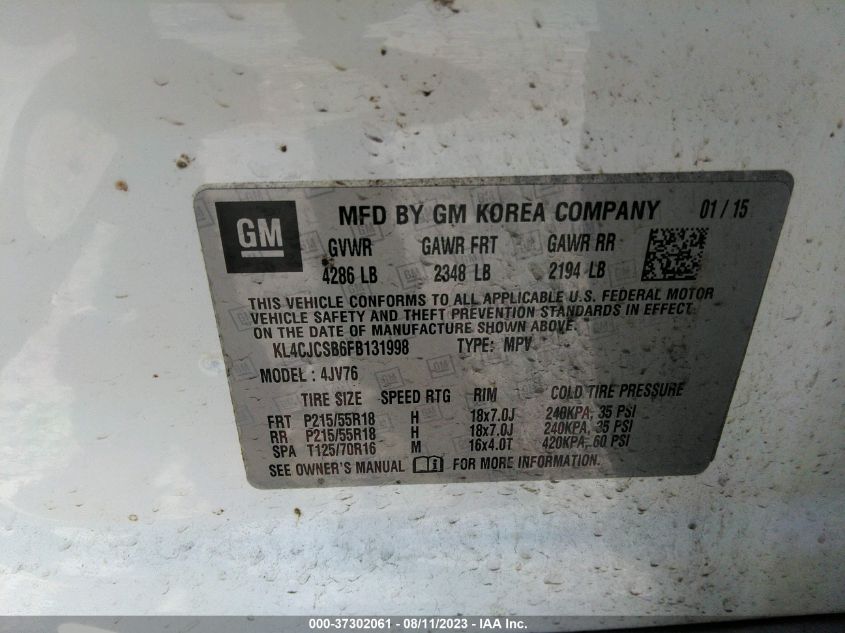 GM
MFD BY GM KOREA COMPANY 01 / 15
GVWR GAWR FRT GAWR RR
4286 LB 2348 LB 2194 LB
THIS VEHICLE CONFORMS TO ALL APPLICABLE U.S. FEDERAL MOTOR
VEHICLE SAFETY AND THEFT PREVENTION STANDARDS IN EFFECT
ON THE DATE OF MANUFACTURE SHOWN ABOVE.
KL4CJCSB6FB131998 TYPE: MPV
MODEL: 4JV76
TIRE SIZE SPEED RTG RIM COLD TIRE PRESSURE
FRT P215/55R18 H 18x7.0J 240KPA, 35 PSI
RR P215/55R18 H 18x7.0J 240KPA, 35 PSI
SPA T125/70R16 M 16x4.0T 420KPA, 60 PSI
SEE OWNER'S MANUAL FOR MORE INFORMATION.
000-37302061 - 08/11/2023 - IAA Inc.